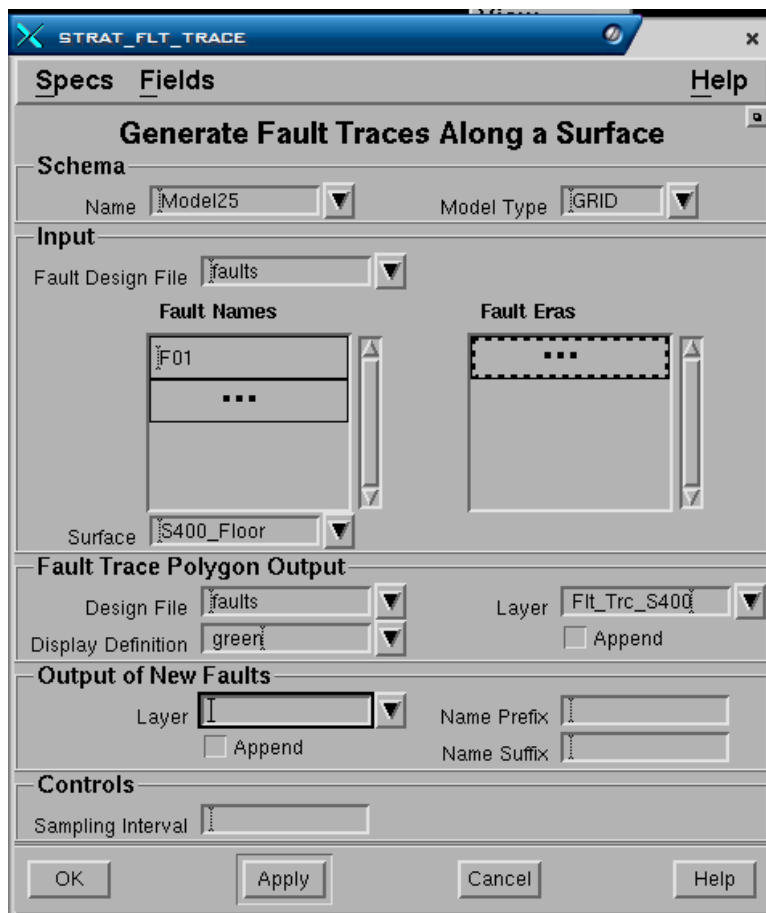 STRAT_FLT_TRACE
Specs Fields Help
Generate Fault Traces Along a Surface
Schema
Name Model25 Model Type GRID
Input
Fault Design File faults
Fault Names Fault Eras
F01 ...
...
Surface S400_Floor
Fault Trace Polygon Output
Design File faults Layer Flt_Trc_S400
Display Definition green Append
Output of New Faults
Layer Name Prefix
Append Name Suffix
Controls
Sampling Interval
OK Apply Cancel Help